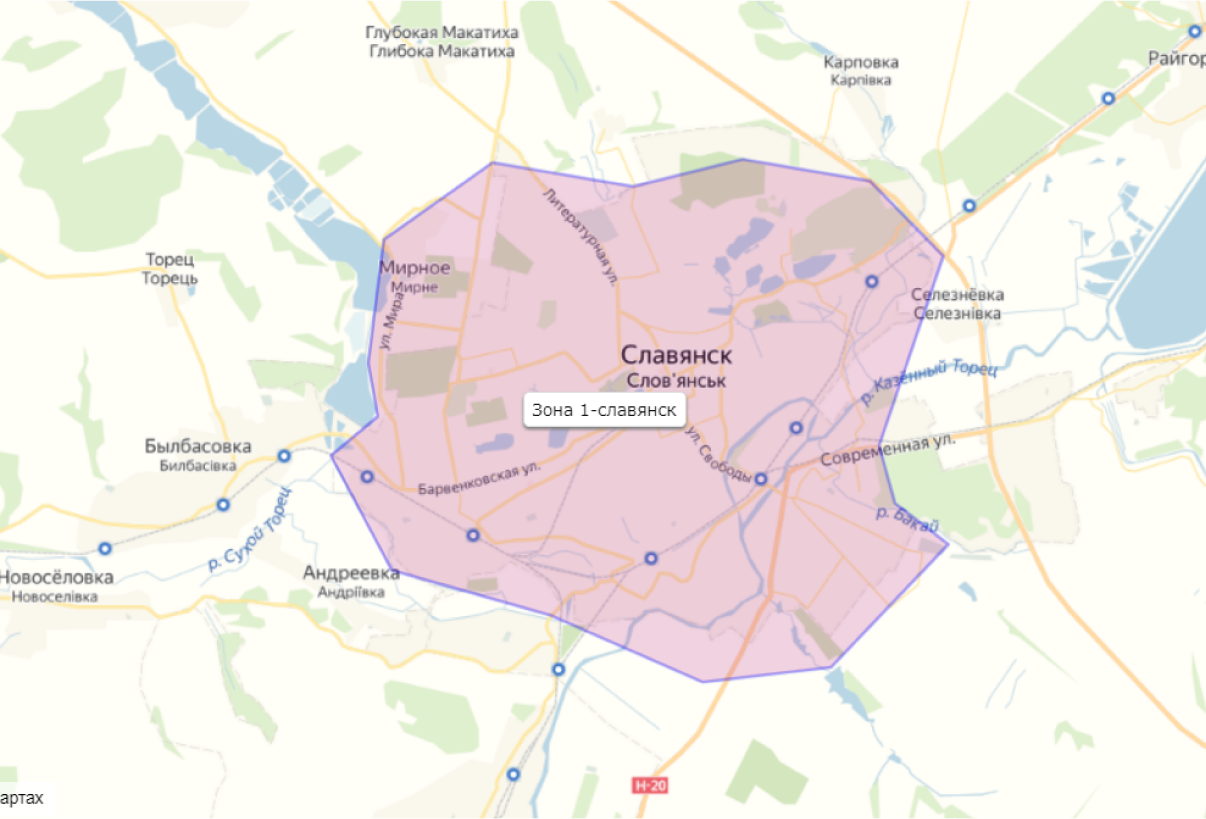 Глубокая Макатиха
Глибока Макатиха
Карповка
Карпівка
Райгор
Литературная ул.
Торец
Торець
Мирное
Мирне
ул. Мира
Селезнёвка
Селезнівка
Славянск
Слов'янськ
р. Казённый Торец
Зона 1-славянск
ул. Свободы
Современная ул.
Былбасовка
Билбасівка
Барвенковская ул.
р. Бакай
р. Сухой Торец
Новосёловка
Новоселівка
Андреевка
Андріївка
Н-20
артах